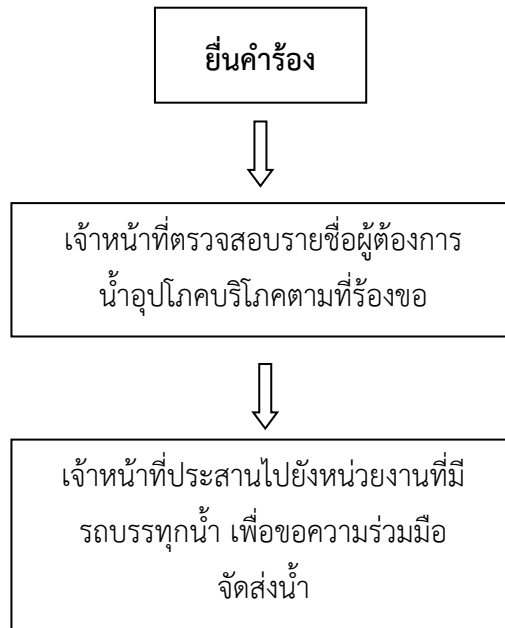 ยื่นคำร้อง
เจ้าหน้าที่ตรวจสอบรายชื่อผู้ต้องการ
น้ำอุปโภคบริโภคตามที่ร้องขอ
เจ้าหน้าที่ประสานไปยังหน่วยงานที่มี
รถบรรทุกน้ำ เพื่อขอความร่วมมือ
จัดส่งน้ำ